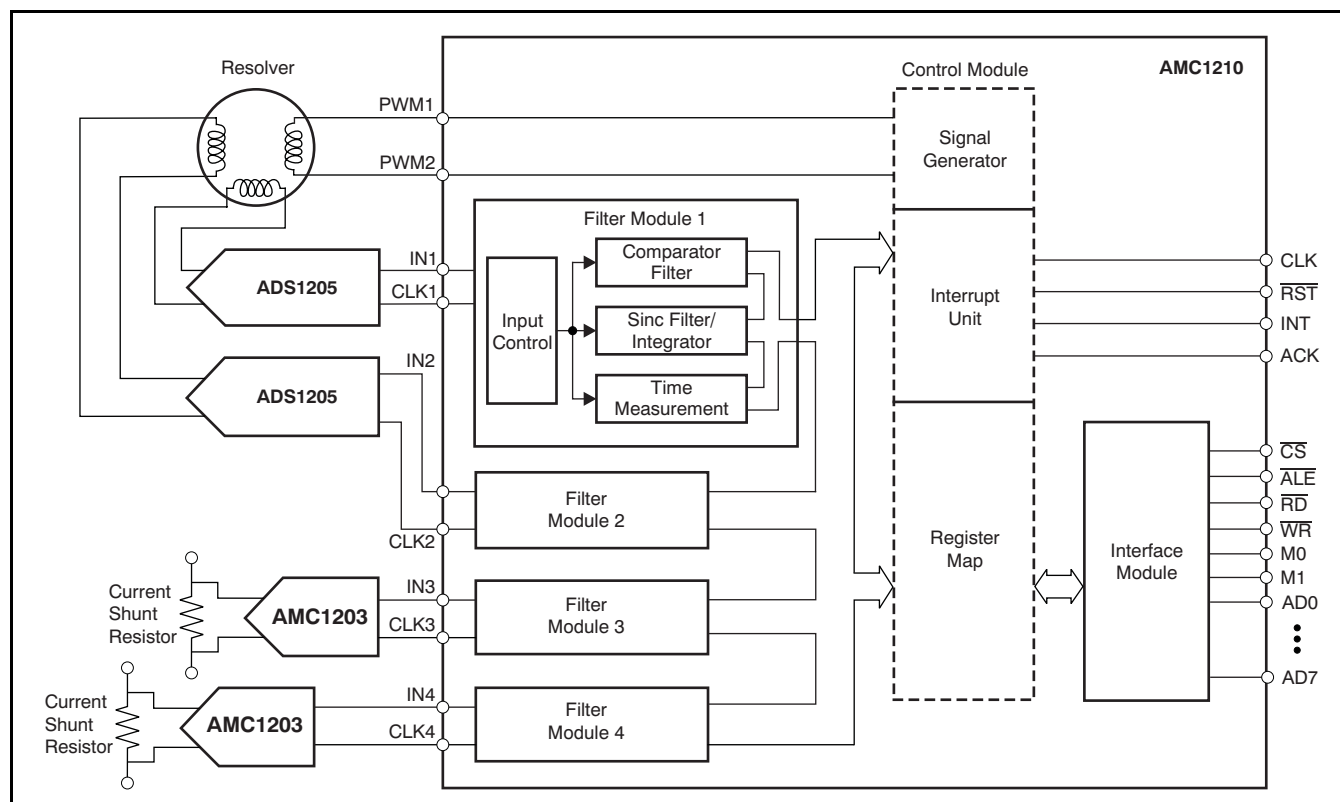 AMC1210
Resolver
Control Module
PWM1
Signal
Generator
PWM2
Filter Module 1
IN1
Comparator
Filter
CLK
ADS1205
CLK1
Input
Control
Sinc Filter/
Integrator
Interrupt
Unit
RST
INT
IN2
ACK
ADS1205
Time
Measurement
CS
ALE
Filter
Module 2
RD
CLK2
Register
Map
Interface
Module
WR
M0
Current
Shunt
Resistor
AMC1203
IN3
CLK3
Filter
Module 3
M1
AD0
Current
Shunt
Resistor
AMC1203
IN4
CLK4
Filter
Module 4
AD7